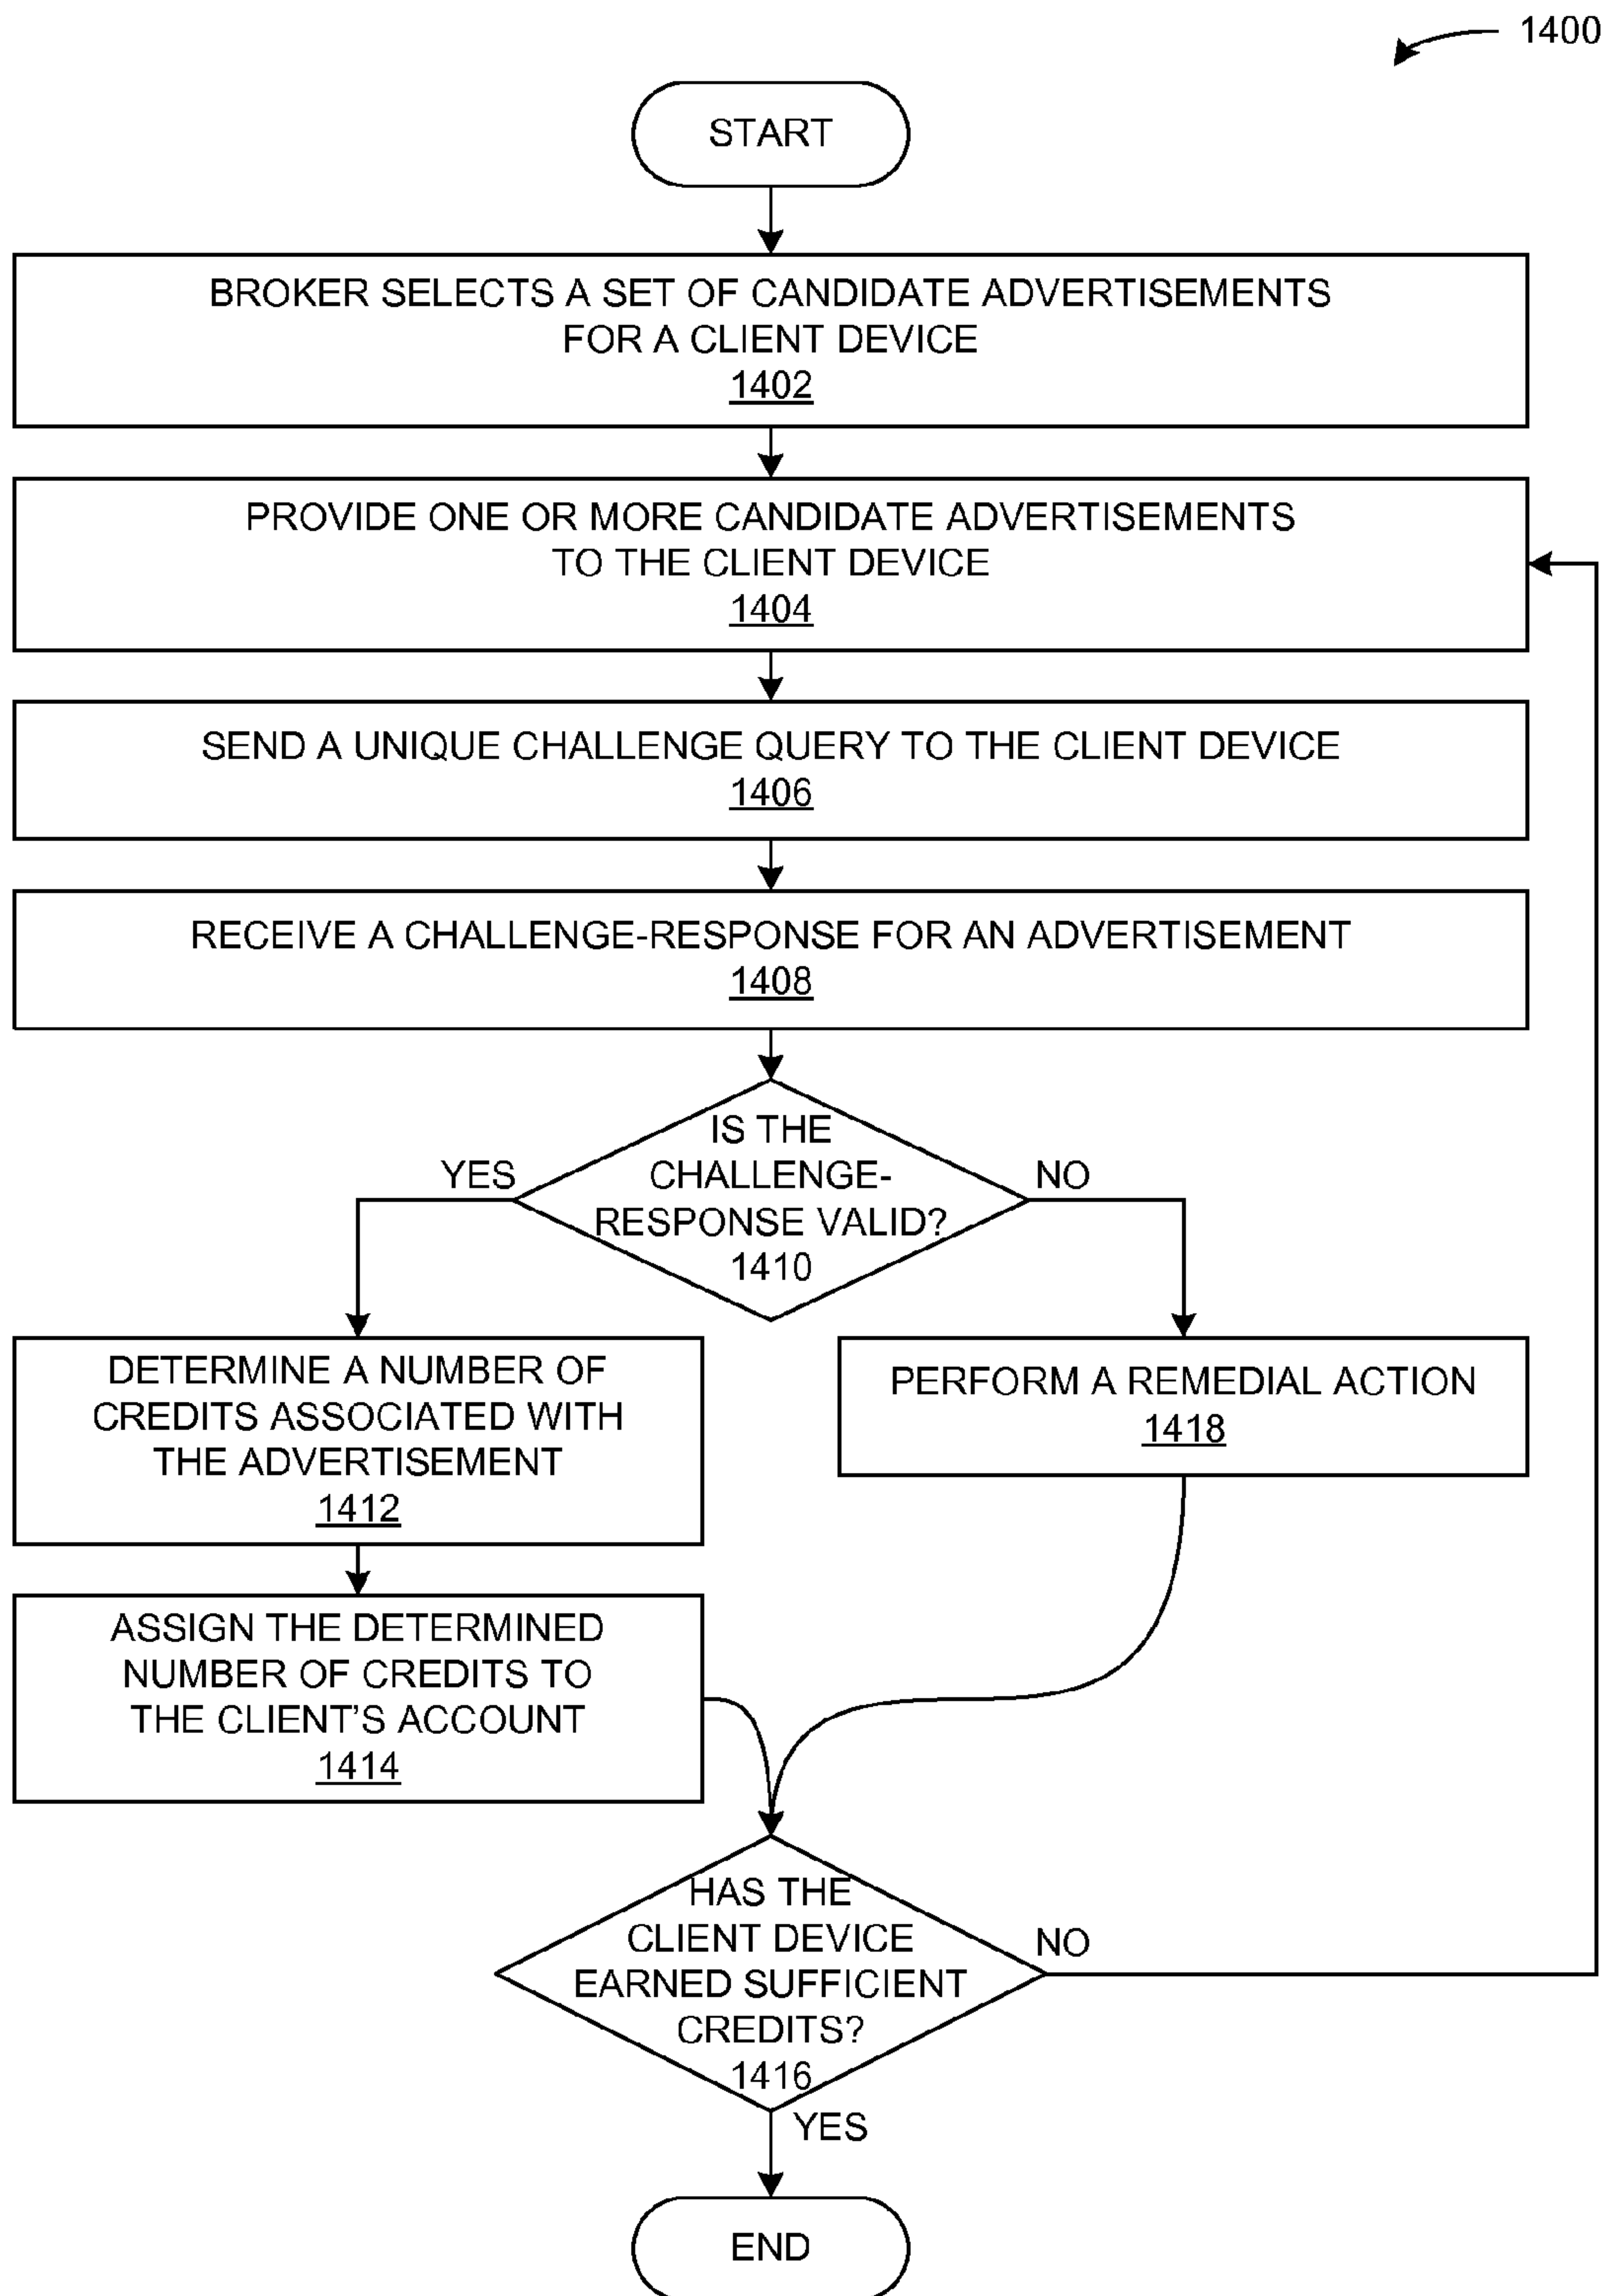 1400
START
BROKER SELECTS A SET OF CANDIDATE ADVERTISEMENTS
FOR A CLIENT DEVICE
1402
PROVIDE ONE OR MORE CANDIDATE ADVERTISEMENTS
TO THE CLIENT DEVICE
1404
SEND A UNIQUE CHALLENGE QUERY TO THE CLIENT DEVICE
1406
RECEIVE A CHALLENGE-RESPONSE FOR AN ADVERTISEMENT
1408
IS THE
CHALLENGE-
RESPONSE VALID?
1410
YES
NO
DETERMINE A NUMBER OF
CREDITS ASSOCIATED WITH
THE ADVERTISEMENT
1412
PERFORM A REMEDIAL ACTION
1418
ASSIGN THE DETERMINED
NUMBER OF CREDITS TO
THE CLIENT'S ACCOUNT
1414
HAS THE
CLIENT DEVICE
EARNED SUFFICIENT
CREDITS?
1416
NO
YES
END